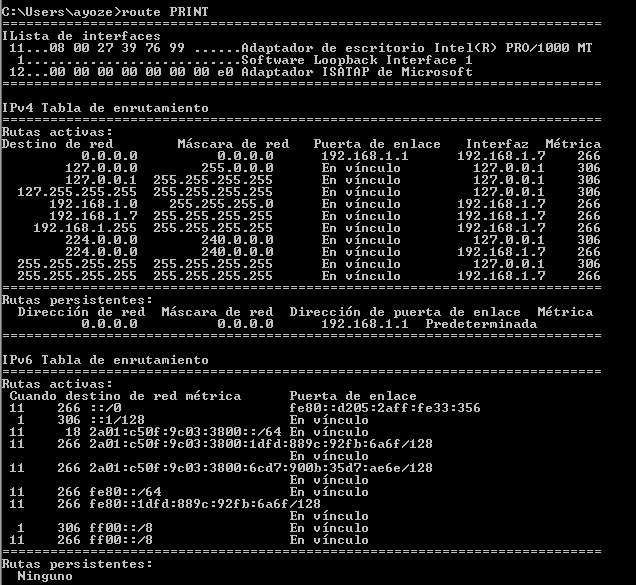 C:\Users\ayoze>route PRINT
===========================================================================
ILista de interfaces
 11...08 00 27 39 76 99 ......Adaptador de escritorio Intel(R) PRO/1000 MT
  1...........................Software Loopback Interface 1
 12...00 00 00 00 00 00 00 e0 Adaptador ISATAP de Microsoft
===========================================================================
IPv4 Tabla de enrutamiento
===========================================================================
Rutas activas:
Destino de red        Máscara de red   Puerta de enlace   Interfaz  Métrica
          0.0.0.0          0.0.0.0      192.168.1.1      192.168.1.7    266
        127.0.0.0        255.0.0.0      En vínculo         127.0.0.1    306
        127.0.0.1  255.255.255.255      En vínculo         127.0.0.1    306
  127.255.255.255  255.255.255.255      En vínculo         127.0.0.1    306
      192.168.1.0    255.255.255.0      En vínculo       192.168.1.7    266
      192.168.1.7  255.255.255.255      En vínculo       192.168.1.7    266
    192.168.1.255  255.255.255.255      En vínculo       192.168.1.7    266
        224.0.0.0        240.0.0.0      En vínculo         127.0.0.1    306
        224.0.0.0        240.0.0.0      En vínculo       192.168.1.7    266
  255.255.255.255  255.255.255.255      En vínculo         127.0.0.1    306
  255.255.255.255  255.255.255.255      En vínculo       192.168.1.7    266
===========================================================================
Rutas persistentes:
  Dirección de red  Máscara de red  Dirección de puerta de enlace  Métrica
          0.0.0.0          0.0.0.0      192.168.1.1  Predeterminada
===========================================================================
IPv6 Tabla de enrutamiento
===========================================================================
Rutas activas:
 Cuando destino de red métrica      Puerta de enlace
 11    266 ::/0                     fe80::d205:2aff:fe33:356
  1    306 ::1/128                  En vínculo
 11     18 2a01:c50f:9c03:3800::/64 En vínculo
 11    266 2a01:c50f:9c03:3800:1dfd:889c:92fb:6a6f/128
                                    En vínculo
 11    266 2a01:c50f:9c03:3800:6cd7:900b:35d7:ae6e/128
                                    En vínculo
 11    266 fe80::/64                En vínculo
 11    266 fe80::1dfd:889c:92fb:6a6f/128
                                    En vínculo
  1    306 ff00::/8                 En vínculo
 11    266 ff00::/8                 En vínculo
===========================================================================
Rutas persistentes:
  Ninguno